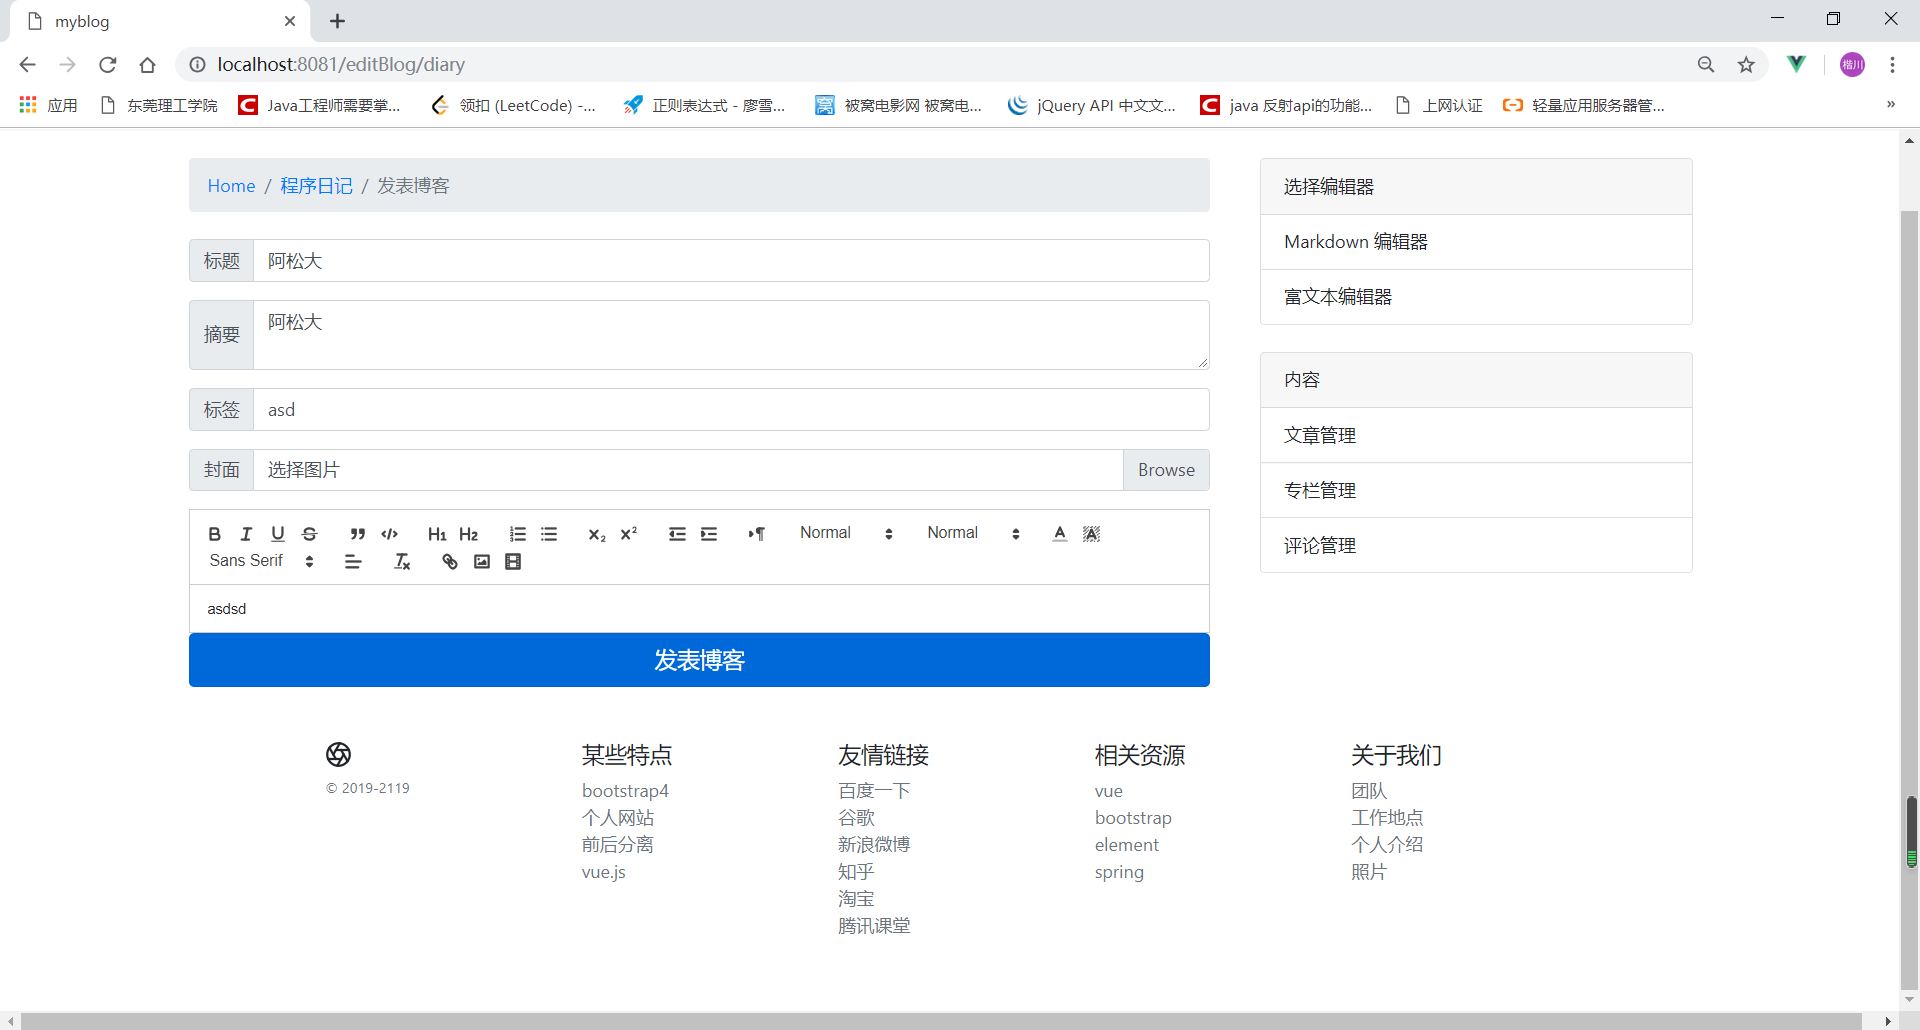 myblog
localhost:8081/editBlog/diary
楷川
应用 东莞理工学院 Java工程师需要掌... 领扣 (LeetCode) -... 正则表达式 - 廖雪... 被窝电影网 被窝电... jQuery API 中文文... java 反射api的功能... 上网认证 轻量应用服务器管... »
Home / 程序日记 / 发表博客
标题 阿松大
摘要 阿松大
标签 asd
封面 选择图片 Browse
B I U S H1 H2 X2 X2 Normal Normal A A
Sans Serif Tx
asdsd
发表博客
选择编辑器
Markdown 编辑器
富文本编辑器
内容
文章管理
专栏管理
评论管理
© 2019-2119
某些特点
bootstrap4
个人网站
前后分离
vue.js
友情链接
百度一下
谷歌
新浪微博
知乎
淘宝
腾讯课堂
相关资源
vue
bootstrap
element
spring
关于我们
团队
工作地点
个人介绍
照片